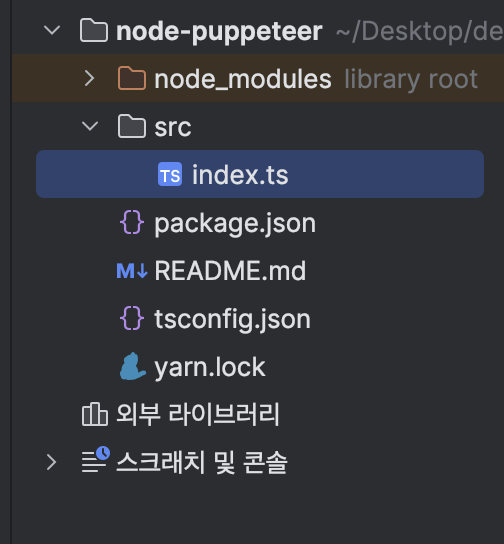 node-puppeteer ~/Desktop/de
node_modules library root
src
TS index.ts
{} package.json
M↓ README.md
{} tsconfig.json
yarn.lock
외부 라이브러리
스크래치 및 콘솔